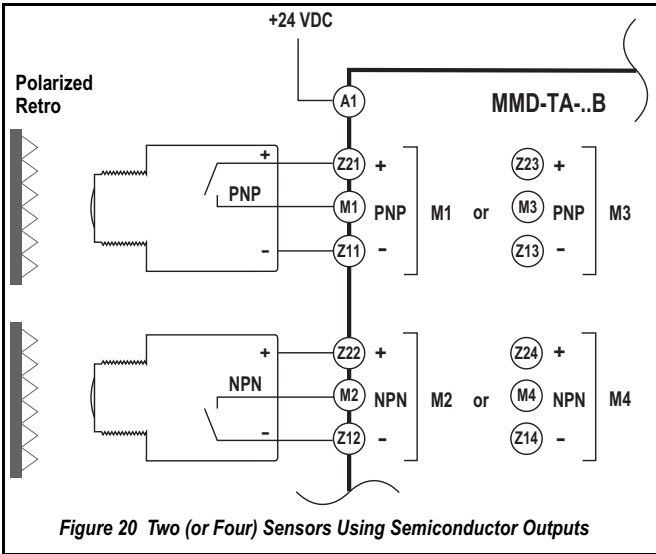 +24 VDC
Polarized
Retro
A1
MMD-TA-..B
+ Z21 + Z23 +
PNP M1 PNP M1 or M3 PNP M3
- Z11 - Z13 -
+ Z22 + Z24 +
NPN M2 NPN M2 or M4 NPN M4
- Z12 - Z14 -
Figure 20 Two (or Four) Sensors Using Semiconductor Outputs